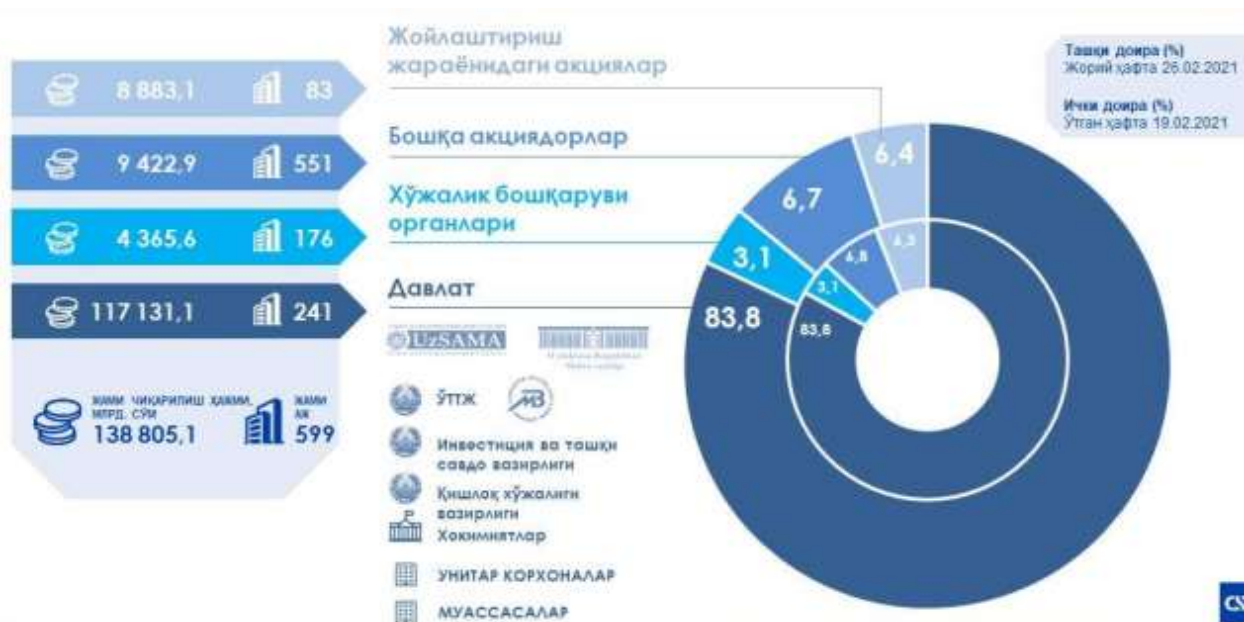 Жойлаштириш
жараёнидаги акциялар
8 883,1 83
Бошқа акциядорлар
9 422,9 551
Хўжалик бошқаруви
органлари
4 365,6 176
Давлат
117 131,1 241
ЖАМИ ЧИҚАРИЛИШ ҲАЖМИ,
МЛРД. СЎМ
138 805,1
ЖАМИ
АЖ
599
UzSAMA
ЎТТЖ
Инвестиция ва ташқи
савдо вазирлиги
Қишлоқ хўжалиги
вазирлиги
Хокимиятлар
УНИТАР КОРХОНАЛАР
МУАССАСАЛАР
Ташқи доира (%)
Жорий ҳафта 26.02.2021
Ички доира (%)
Ўтган ҳафта 19.02.2021
6,4
6,7
3,1
83,8
6,8
3,1
83,8